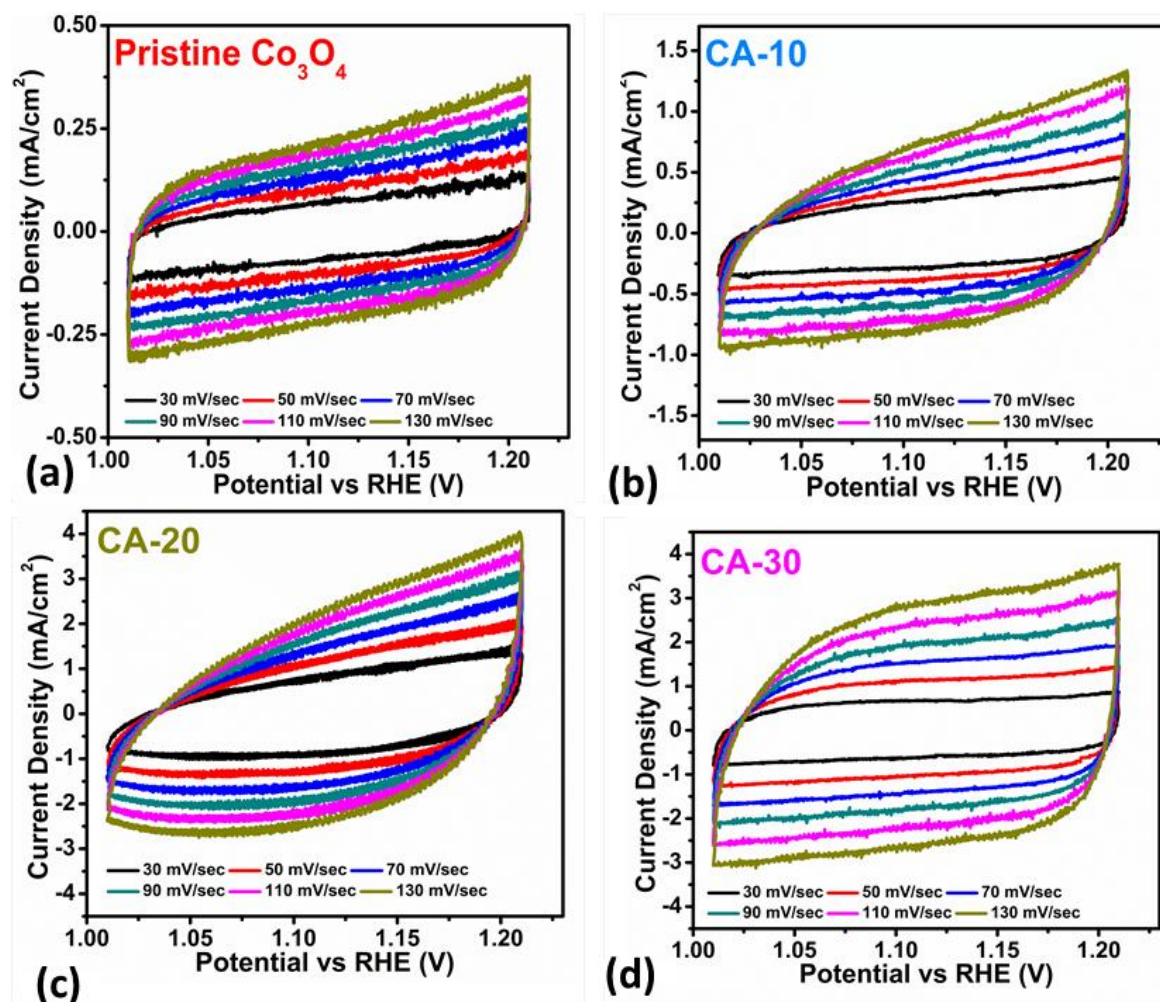 Pristine Co₃O₄
Current Density (mA/cm²)
0.50
0.25
0.00
-0.25
-0.50
30 mV/sec 50 mV/sec 70 mV/sec
90 mV/sec 110 mV/sec 130 mV/sec
1.00 1.05 1.10 1.15 1.20
Potential vs RHE (V)
(a)
CA-10
Current Density (mA/cm²)
1.5
1.0
0.5
0.0
-0.5
-1.0
-1.5
30 mV/sec 50 mV/sec 70 mV/sec
90 mV/sec 110 mV/sec 130 mV/sec
1.00 1.05 1.10 1.15 1.20
Potential vs RHE (V)
(b)
CA-20
Current Density (mA/cm²)
4
3
2
1
0
-1
-2
-3
-4
30 mV/sec 50 mV/sec 70 mV/sec
90 mV/sec 110 mV/sec 130 mV/sec
1.00 1.05 1.10 1.15 1.20
Potential vs RHE (V)
(c)
CA-30
Current Density (mA/cm²)
4
3
2
1
0
-1
-2
-3
-4
30 mV/sec 50 mV/sec 70 mV/sec
90 mV/sec 110 mV/sec 130 mV/sec
1.00 1.05 1.10 1.15 1.20
Potential vs RHE (V)
(d)